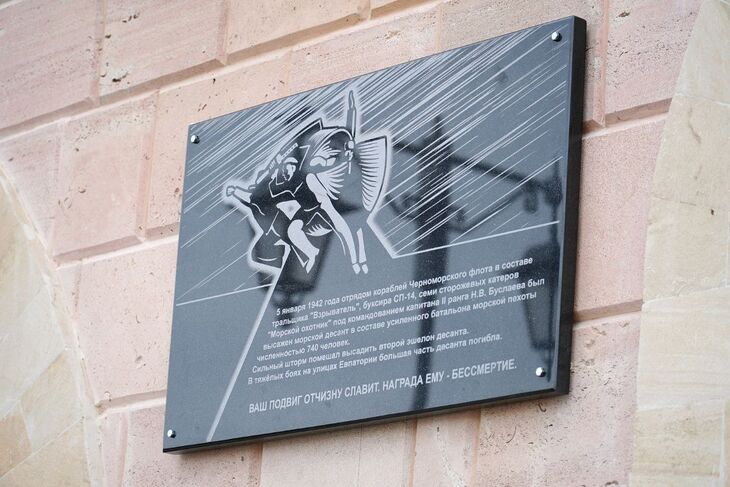 5 января 1942 года отрядом кораблей Черноморского флота в составе
тральщика "Взрыватель", буксира СП-14, семи сторожевых катеров
"Морской охотник" под командованием капитана II ранга Н.В. Буслаева был
высажен морской десант в составе усиленного батальона морской пехоты
численностью 740 человек.
Сильный шторм помешал высадить второй эшелон десанта.
В тяжёлых боях на улицах Евпатории большая часть десанта погибла.
ВАШ ПОДВИГ ОТЧИЗНУ СЛАВИТ. НАГРАДА ЕМУ - БЕССМЕРТИЕ.